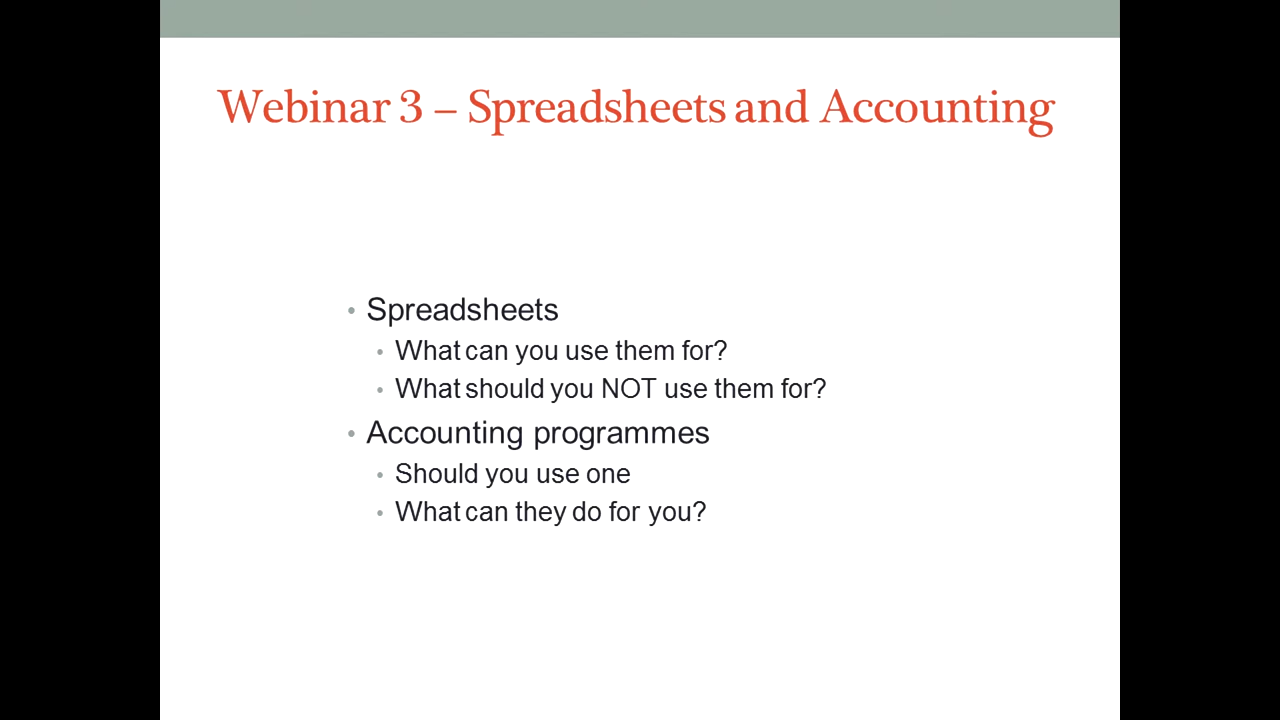 Webinar 3 – Spreadsheets and Accounting
• Spreadsheets
• What can you use them for?
• What should you NOT use them for?
• Accounting programmes
• Should you use one
• What can they do for you?